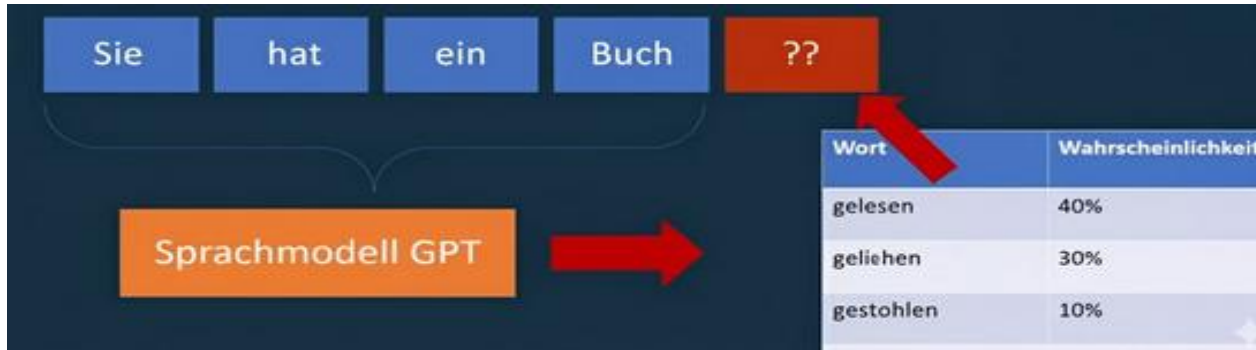 Sie hat ein Buch ??
Wort Wahrscheinlichkeit
gelesen 40%
Sprachmodell GPT
geliehen 30%
gestohlen 10%